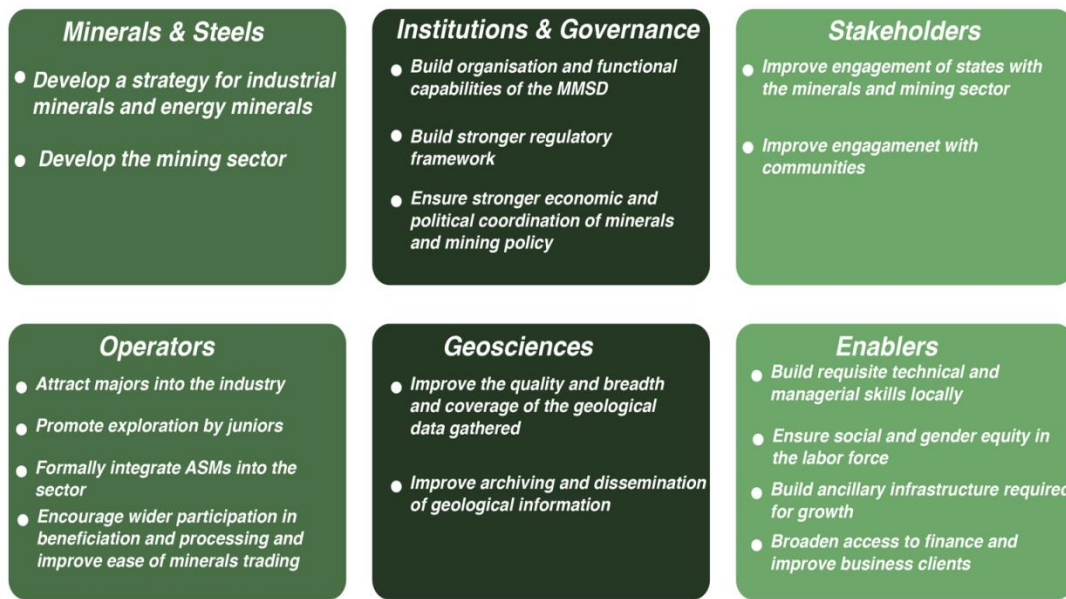 Minerals & Steels
Develop a strategy for industrial
minerals and energy minerals
Develop the mining sector
Institutions & Governance
Build organisation and functional
capabilities of the MMSD
Build stronger regulatory
framework
Ensure stronger economic and
political coordination of minerals
and mining policy
Stakeholders
Improve engagement of states with
the minerals and mining sector
Improve engagamenet with
communities
Operators
Attract majors into the industry
Promote exploration by juniors
Formally integrate ASMs into the
sector
Encourage wider participation in
beneficiation and processing and
improve ease of minerals trading
Geosciences
Improve the quality and breadth
and coverage of the geological
data gathered
Improve archiving and dissemination
of geological information
Enablers
Build requisite technical and
managerial skills locally
Ensure social and gender equity in
the labor force
Build ancillary infrastructure required
for growth
Broaden access to finance and
improve business clients